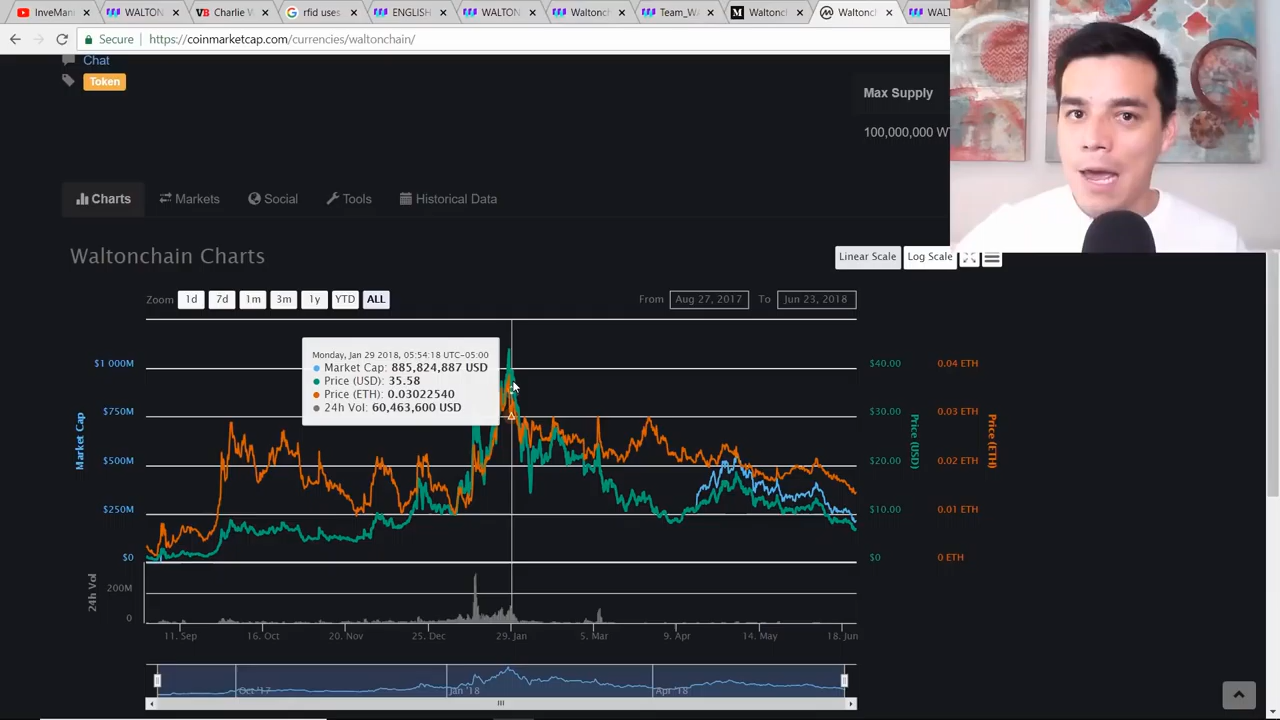 InveMan
WALTON
Charlie W
rfid uses
ENGLISH
WALTON
Waltonch
Team_WA
Waltonch
Waltonch
WAL
Secure
https://coinmarketcap.com/currencies/waltonchain/
Chat
Token
Max Supply
100,000,000 W
Charts
Markets
Social
Tools
Historical Data
Waltonchain Charts
Linear Scale
Log Scale
Zoom 1d 7d 1m 3m 1y YTD ALL
From Aug 27, 2017 To Jun 23, 2018
Monday, Jan 29 2018, 05:54:18 UTC-05:00
Market Cap: 885,824,887 USD
Price (USD): 35.58
Price (ETH): 0.03022540
24h Vol: 60,463,600 USD
$1 000M
$750M
$500M
$250M
$0
Market Cap
$40.00
$30.00
$20.00
$10.00
$0
Price (USD)
0.04 ETH
0.03 ETH
0.02 ETH
0.01 ETH
0 ETH
Price (ETH)
24h Vol
200M
0
11. Sep
16. Oct
20. Nov
25. Dec
29. Jan
5. Mar
9. Apr
14. May
18. Jun
Oct '17
Jan '18
Apr '18